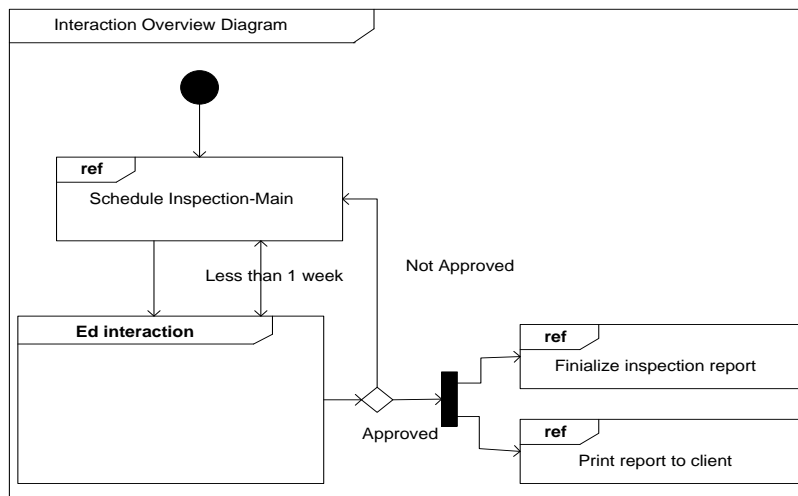 Interaction Overview Diagram
ref
Schedule Inspection-Main
Less than 1 week
Not Approved
Ed interaction
ref
Finialize inspection report
Approved
ref
Print report to client